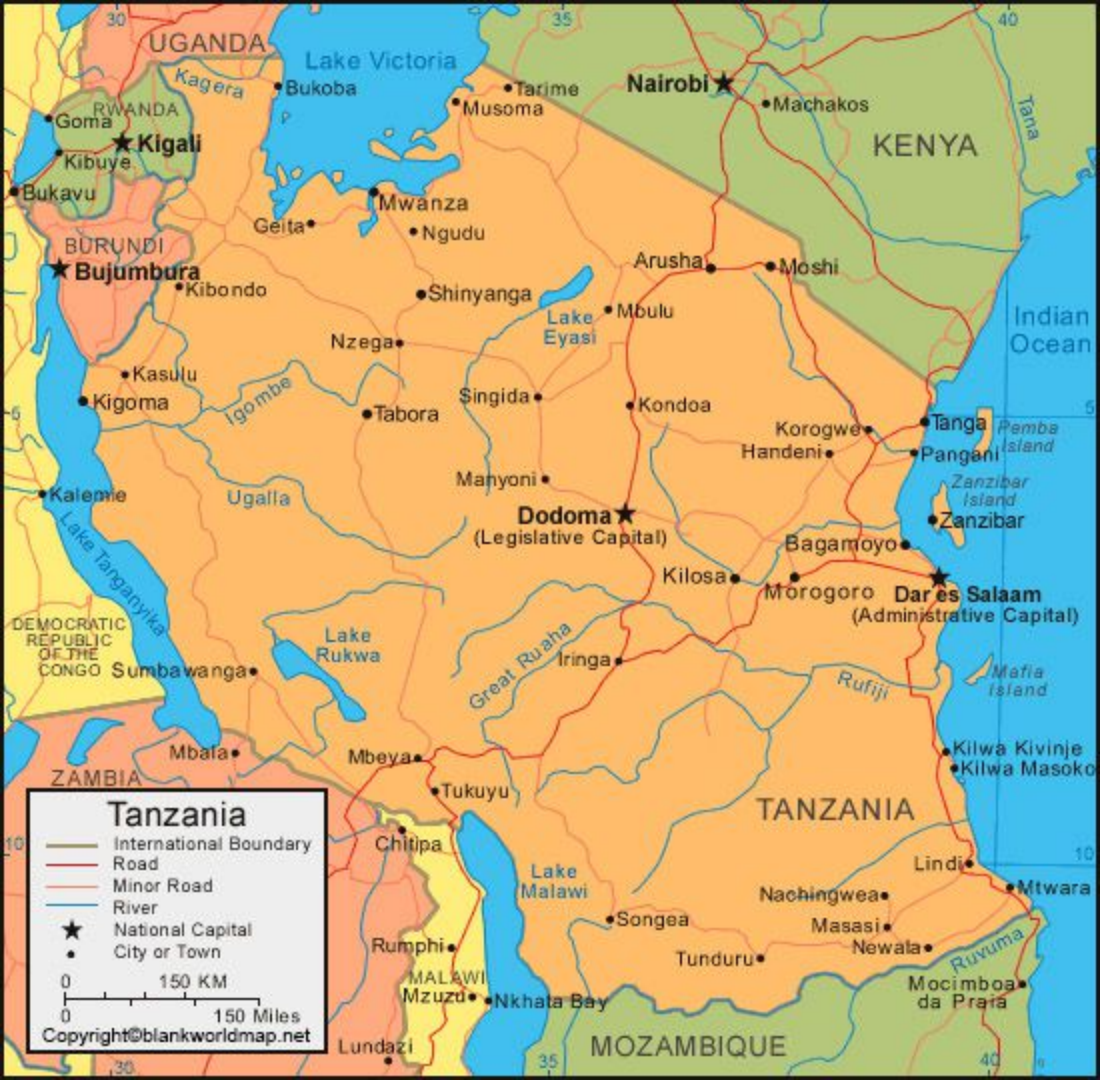 30
35
40
UGANDA
Lake Victoria
Kagera
Bukoba
Tarime
Musoma
Nairobi
Machakos
Tana
KENYA
RWANDA
Goma
Kigali
Kibuye
Bukavu
Mwanza
Geita
Ngudu
BURUNDI
Bujumbura
Kibondo
Shinyanga
Arusha
Moshi
Lake
Eyasi
Mbulu
Indian
Ocean
Nzega
Kasulu
Kigoma
Igombe
Tabora
Singida
Kondoa
5
5
Korogwe
Tanga
Pemba
Island
Handeni
Pangani
Manyoni
Zanzibar
Island
Kalemie
Ugalla
Dodoma
(Legislative Capital)
Zanzibar
Bagamoyo
Lake Tanganyika
Kilosa
Morogoro
Dar es Salaam
(Administrative Capital)
DEMOCRATIC
REPUBLIC
OF THE
CONGO
Lake
Rukwa
Great Ruaha
Iringa
Sumbawanga
Rufiji
Mafia
Island
Mbala
Mbeya
Kilwa Kivinje
Kilwa Masoko
ZAMBIA
Tukuyu
TANZANIA
Tanzania
International Boundary
Road
Minor Road
River
National Capital
City or Town
0 150 KM
0 150 Miles
Copyright©blankworldmap.net
10
10
Chitipa
Lake
Malawi
Lindi
Nachingwea
Mtwara
Songea
Masasi
Newala
Tunduru
Ruvuma
Rumphi
MALAWI
Mzuzu
Nkhata Bay
Mocimboa
da Praia
Lundazi
MOZAMBIQUE
30
35
40